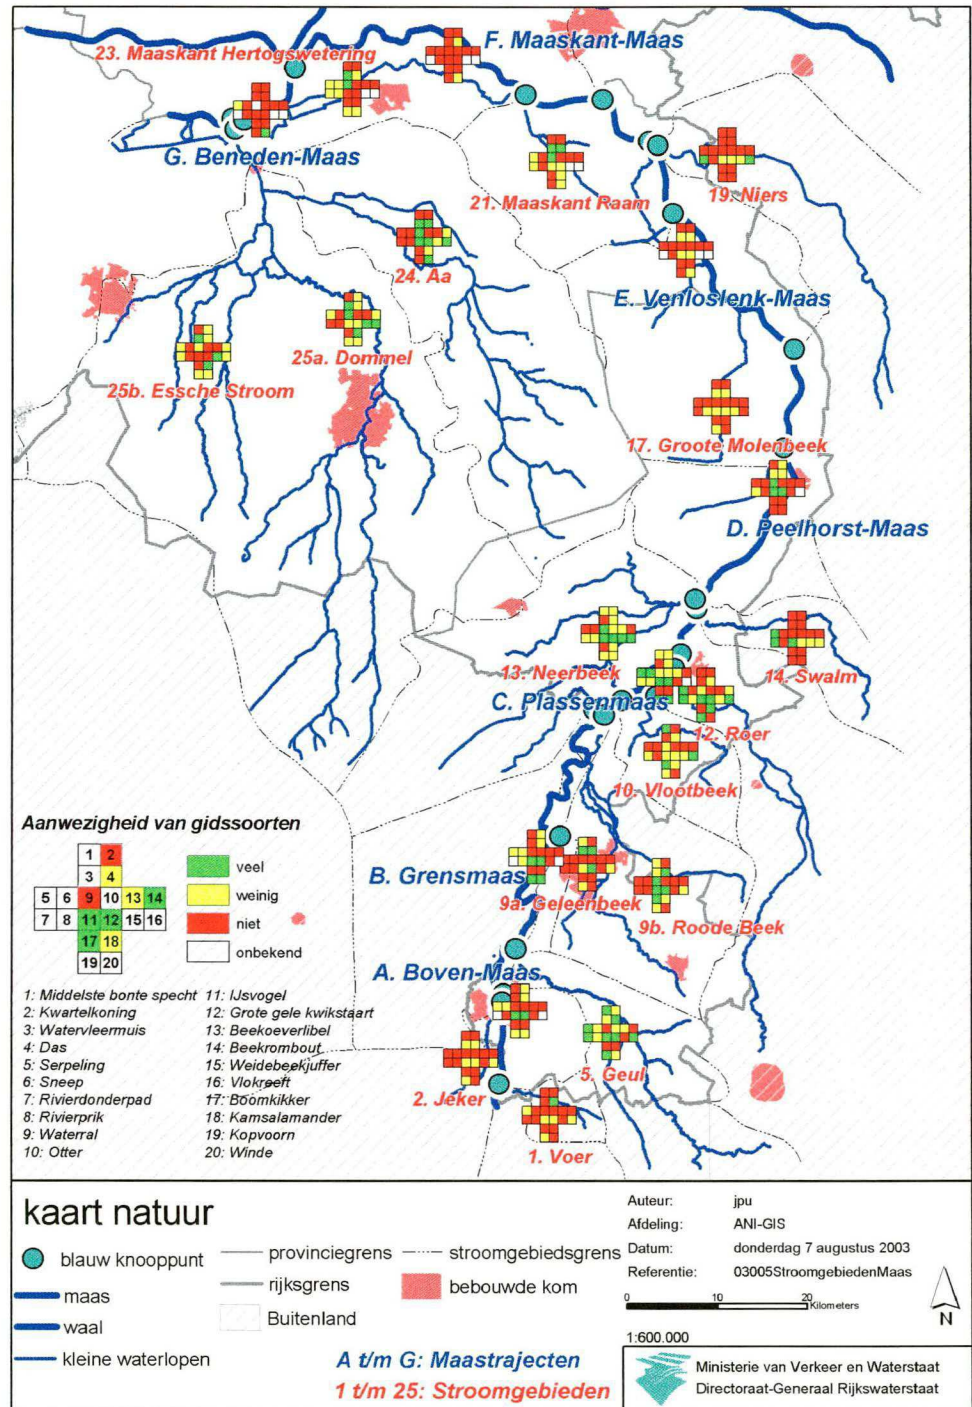 F. Maaskant-Maas
23. Maaskant Hertogswetering
G. Beneden-Maas
21. Maaskant Raam
19. Niers
24. Aa
E. Venloslenk-Maas
25a. Dommel
25b. Essche Stroom
17. Groote Molenbeek
D. Peelhorst-Maas
13. Neerbeek
14. Swalm
C. Plassenmaas
12. Roer
10. Vlootbeek
B. Grensmaas
9a. Geleenbeek
9b. Roode Beek
A. Boven-Maas
5. Geul
2. Jeker
1. Voer
Aanwezigheid van gidssoorten
1 2
3 4
5 6 9 10 13 14
7 8 11 12 15 16
17 18
19 20
veel
weinig
niet
onbekend
1: Middelste bonte specht
2: Kwartelkoning
3: Watervleermuis
4: Das
5: Serpeling
6: Sneep
7: Rivierdonderpad
8: Rivierprik
9: Waterral
10: Otter
11: IJsvogel
12: Grote gele kwikstaart
13: Beekoeverlibel
14: Beekrombout
15: Weidebeekjuffer
16: Vlokreeft
17: Boomkikker
18: Kamsalamander
19: Kopvoorn
20: Winde
kaart natuur
blauw knooppunt
maas
waal
kleine waterlopen
provinciegrens
rijksgrens
Buitenland
stroomgebiedsgrens
bebouwde kom
A t/m G: Maastrajecten
1 t/m 25: Stroomgebieden
Auteur: jpu
Afdeling: ANI-GIS
Datum: donderdag 7 augustus 2003
Referentie: 03005StroomgebiedenMaas
0 10 20 Kilometers
N
1:600.000
Ministerie van Verkeer en Waterstaat
Directoraat-Generaal Rijkswaterstaat